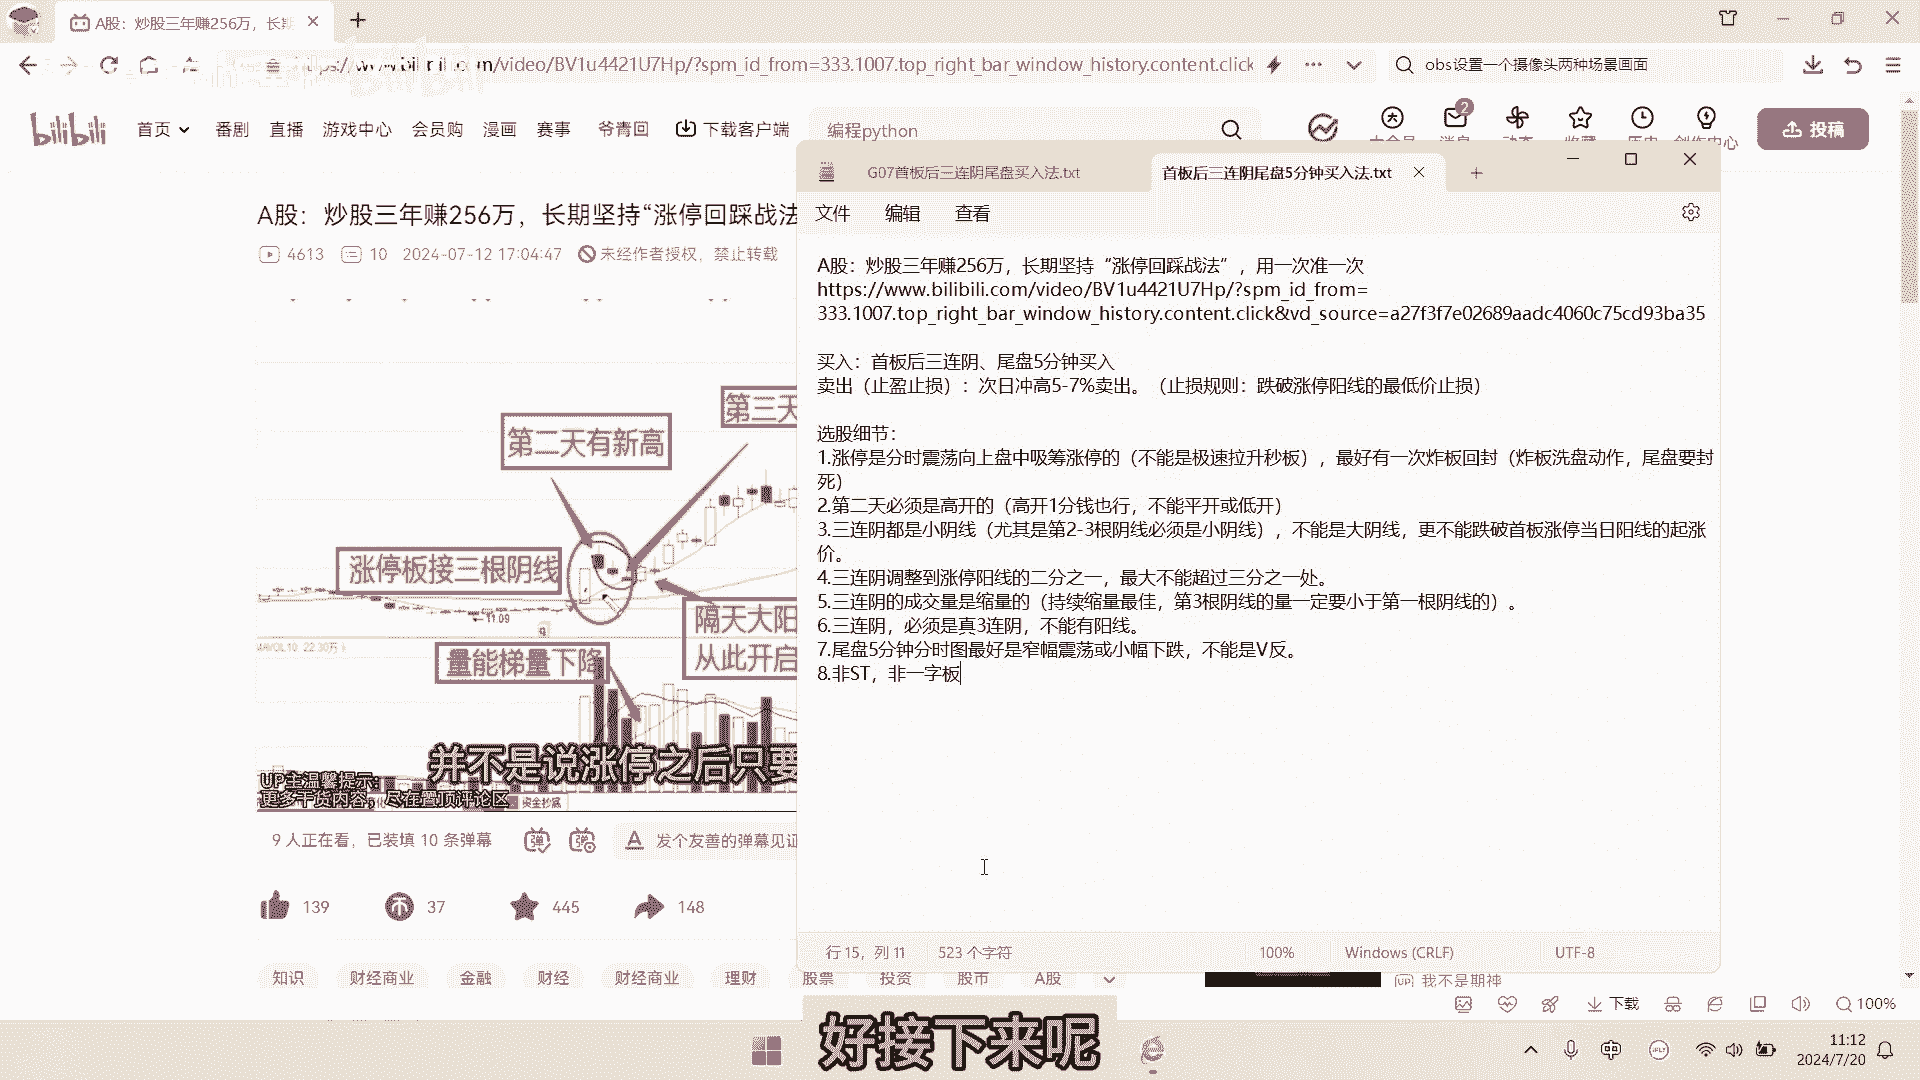 A股：炒股三年赚256万，长
bilibili
.com/video/BV1u4421U7Hp/?spm_id_from=333.1007.top_right_bar_window_history.content.click
obs设置一个摄像头两种场景画面
bilibili
首页
番剧
直播
游戏中心
会员购
漫画
赛事
爷青回
下载客户端
编程python
2
投稿
A股：炒股三年赚256万，长期坚持“涨停回踩战法
4613
10
2024-07-12 17:04:47
未经作者授权，禁止转载
G07首板后三连阴尾盘买入法.txt
首板后三连阴尾盘5分钟买入法.txt
文件
编辑
查看
A股：炒股三年赚256万，长期坚持“涨停回踩战法”，用一次准一次
https://www.bilibili.com/video/BV1u4421U7Hp/?spm_id_from=
333.1007.top_right_bar_window_history.content.click&vd_source=a27f3f7e02689aadc4060c75cd93ba35
买入：首板后三连阴、尾盘5分钟买入
卖出（止盈止损）：次日冲高5-7%卖出。（止损规则：跌破涨停阳线的最低价止损）
选股细节：
1.涨停是分时震荡向上盘中吸筹涨停的（不能是极速拉升秒板），最好有一次炸板回封（炸板洗盘动作，尾盘要封
死）
2.第二天必须是高开的（高开1分钱也行，不能平开或低开）
3.三连阴都是小阴线（尤其是第2-3根阴线必须是小阴线），不能是大阴线，更不能跌破首板涨停当日阳线的起涨
价。
4.三连阴调整到涨停阳线的二分之一，最大不能超过三分之一处。
5.三连阴的成交量是缩量的（持续缩量最佳，第3根阴线的量一定要小于第一根阴线的）。
6.三连阴，必须是真3连阴，不能有阳线。
7.尾盘5分钟分时图最好是窄幅震荡或小幅下跌，不能是V反。
8.非ST，非一字板
行 15，列 11
523 个字符
100%
Windows (CRLF)
UTF-8
第二天有新高
第三天
涨停板接三根阴线
11.09
隔天大阳
从此开启
量能梯量下降
并不是说涨停之后只要
UP主温馨提示:
更多干货内容，尽在置顶评论区
资金抄底
9 人正在看，已装填 10 条弹幕
发个友善的弹幕见证
139
37
445
148
知识
财经商业
金融
财经
财经商业
理财
股票
投资
股市
A股
我不是期神
下载
100%
好接下来呢
11:12
2024/7/20